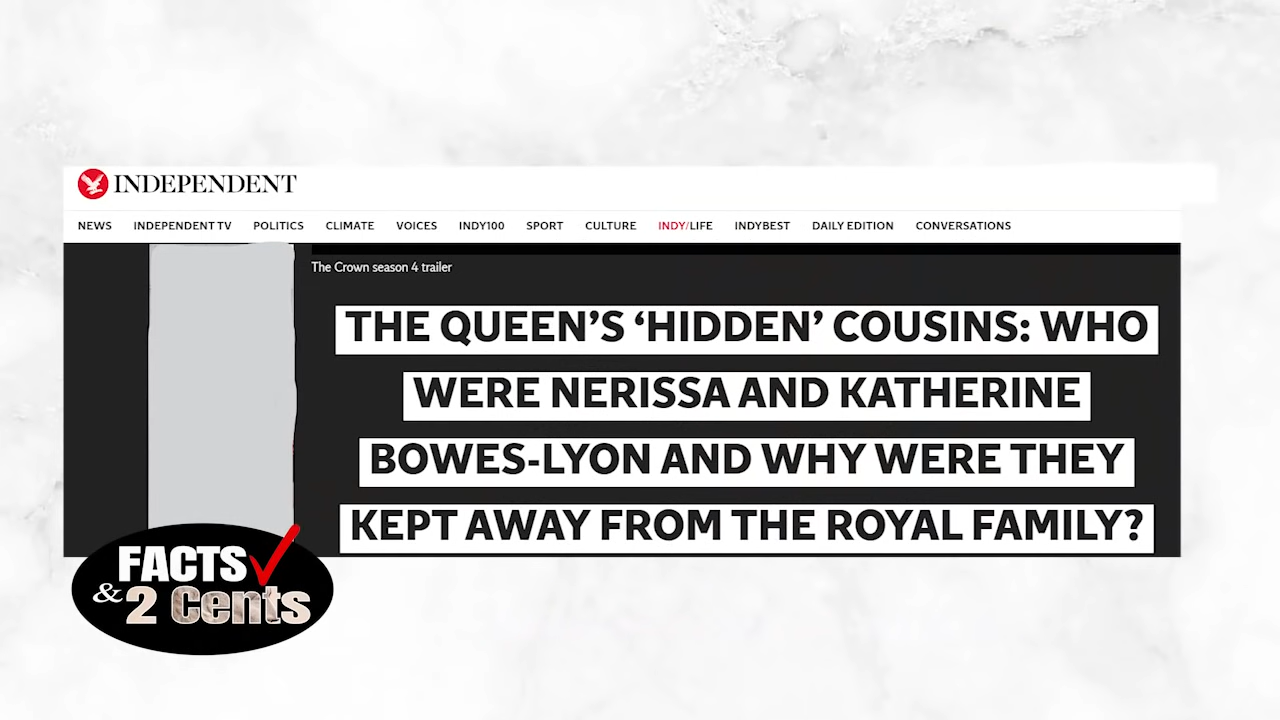 INDEPENDENT
NEWS INDEPENDENT TV POLITICS CLIMATE VOICES INDY100 SPORT CULTURE INDY/LIFE INDYBEST DAILY EDITION CONVERSATIONS
The Crown season 4 trailer
THE QUEEN'S ‘HIDDEN’ COUSINS: WHO
WERE NERISSA AND KATHERINE
BOWES-LYON AND WHY WERE THEY
KEPT AWAY FROM THE ROYAL FAMILY?
FACTS
& 2 Cents